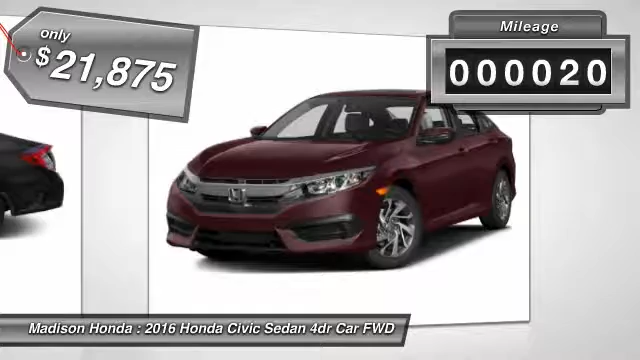 only
$21,875
Mileage
000020
Madison Honda : 2016 Honda Civic Sedan 4dr Car FWD